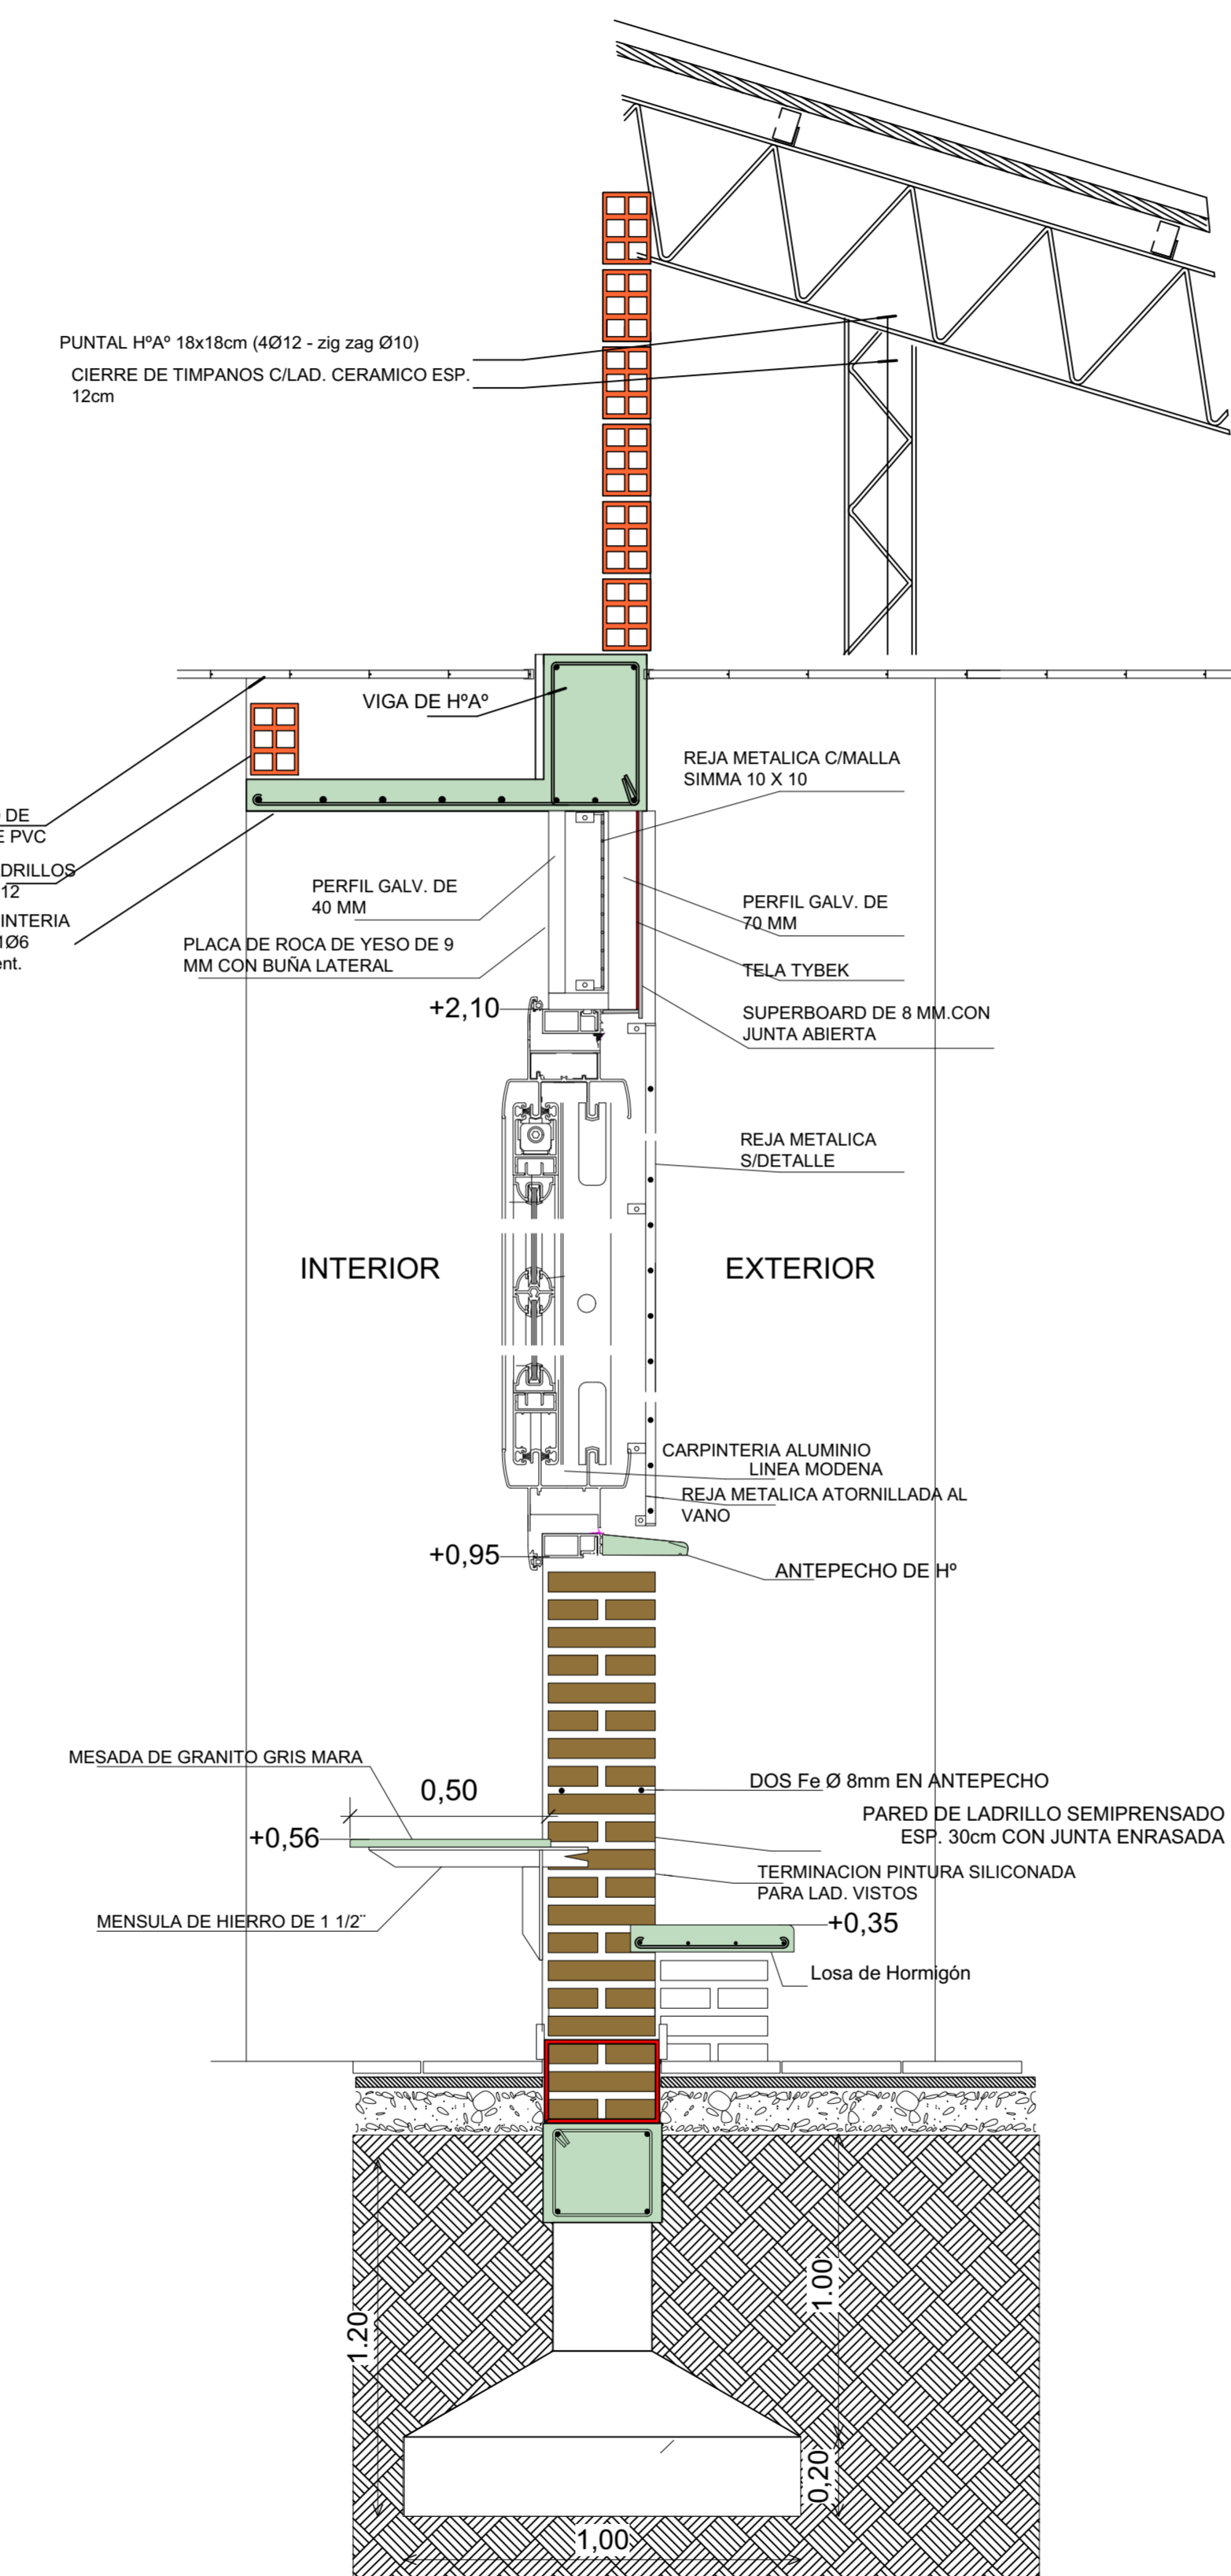 PUNTAL HºAº 18x18cm (4Ø12 - zig zag Ø10)
CIERRE DE TIMPANOS C/LAD. CERAMICO ESP.
12cm
VIGA DE HºAº
REJA METALICA C/MALLA
SIMMA 10 X 10
DE
E PVC
DRILLOS
12
INTERIA
1Ø6
ent.
PERFIL GALV. DE
40 MM
PERFIL GALV. DE
70 MM
PLACA DE ROCA DE YESO DE 9
MM CON BUÑA LATERAL
TELA TYBEK
+2,10
SUPERBOARD DE 8 MM.CON
JUNTA ABIERTA
REJA METALICA
S/DETALLE
INTERIOR
EXTERIOR
CARPINTERIA ALUMINIO
LINEA MODENA
REJA METALICA ATORNILLADA AL
VANO
+0,95
ANTEPECHO DE Hº
MESADA DE GRANITO GRIS MARA
0,50
DOS Fe Ø 8mm EN ANTEPECHO
+0,56
PARED DE LADRILLO SEMIPRENSADO
ESP. 30cm CON JUNTA ENRASADA
TERMINACION PINTURA SILICONADA
PARA LAD. VISTOS
MENSULA DE HIERRO DE 1 1/2¨
+0,35
Losa de Hormigón
1.00
1.20
0,20
1,00